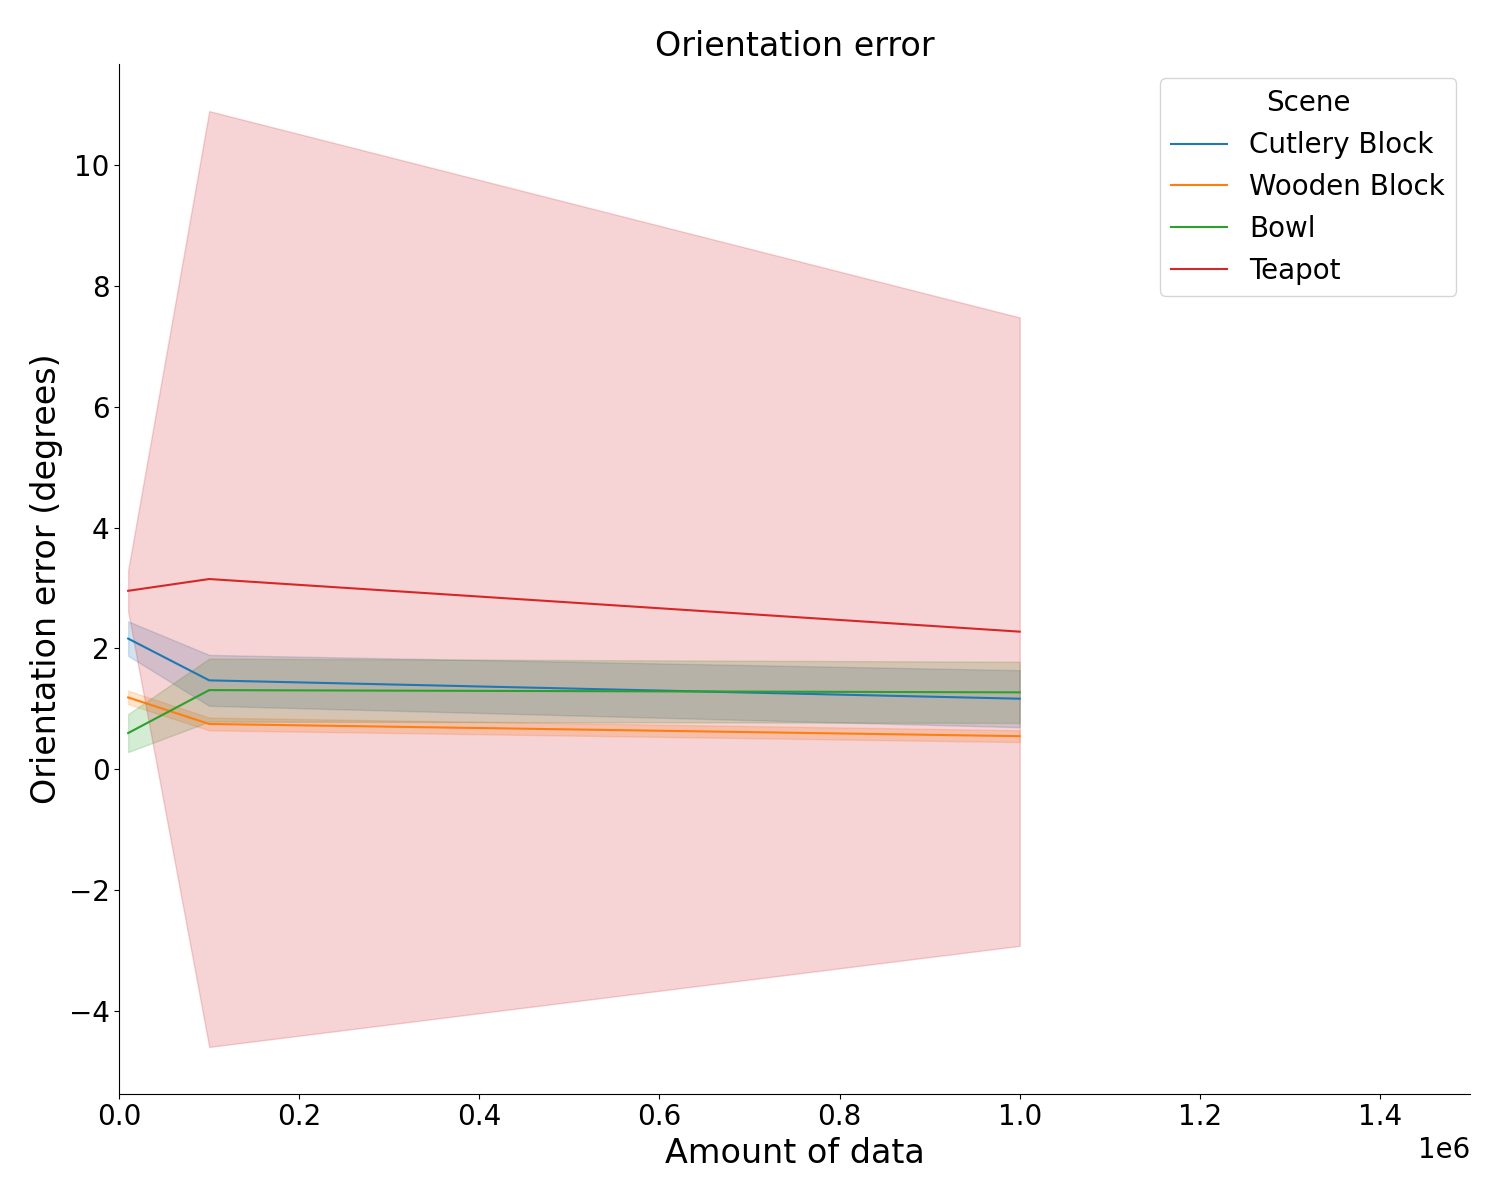 Orientation error
Scene
Cutlery Block
Wooden Block
Bowl
Teapot
Orientation error (degrees)
10
8
6
4
2
0
−2
−4
0.0 0.2 0.4 0.6 0.8 1.0 1.2 1.4
1e6
Amount of data